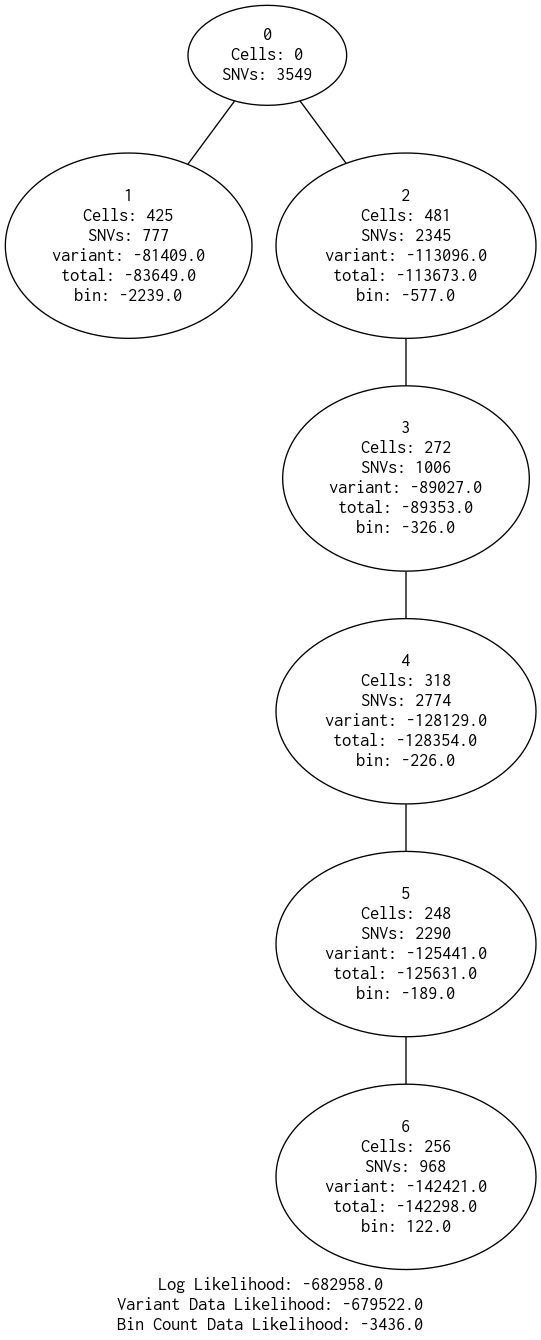 0
Cells: 0
SNVs: 3549
1
Cells: 425
SNVs: 777
variant: -81409.0
total: -83649.0
bin: -2239.0
2
Cells: 481
SNVs: 2345
variant: -113096.0
total: -113673.0
bin: -577.0
3
Cells: 272
SNVs: 1006
variant: -89027.0
total: -89353.0
bin: -326.0
4
Cells: 318
SNVs: 2774
variant: -128129.0
total: -128354.0
bin: -226.0
5
Cells: 248
SNVs: 2290
variant: -125441.0
total: -125631.0
bin: -189.0
6
Cells: 256
SNVs: 968
variant: -142421.0
total: -142298.0
bin: 122.0
Log Likelihood: -682958.0
Variant Data Likelihood: -679522.0
Bin Count Data Likelihood: -3436.0